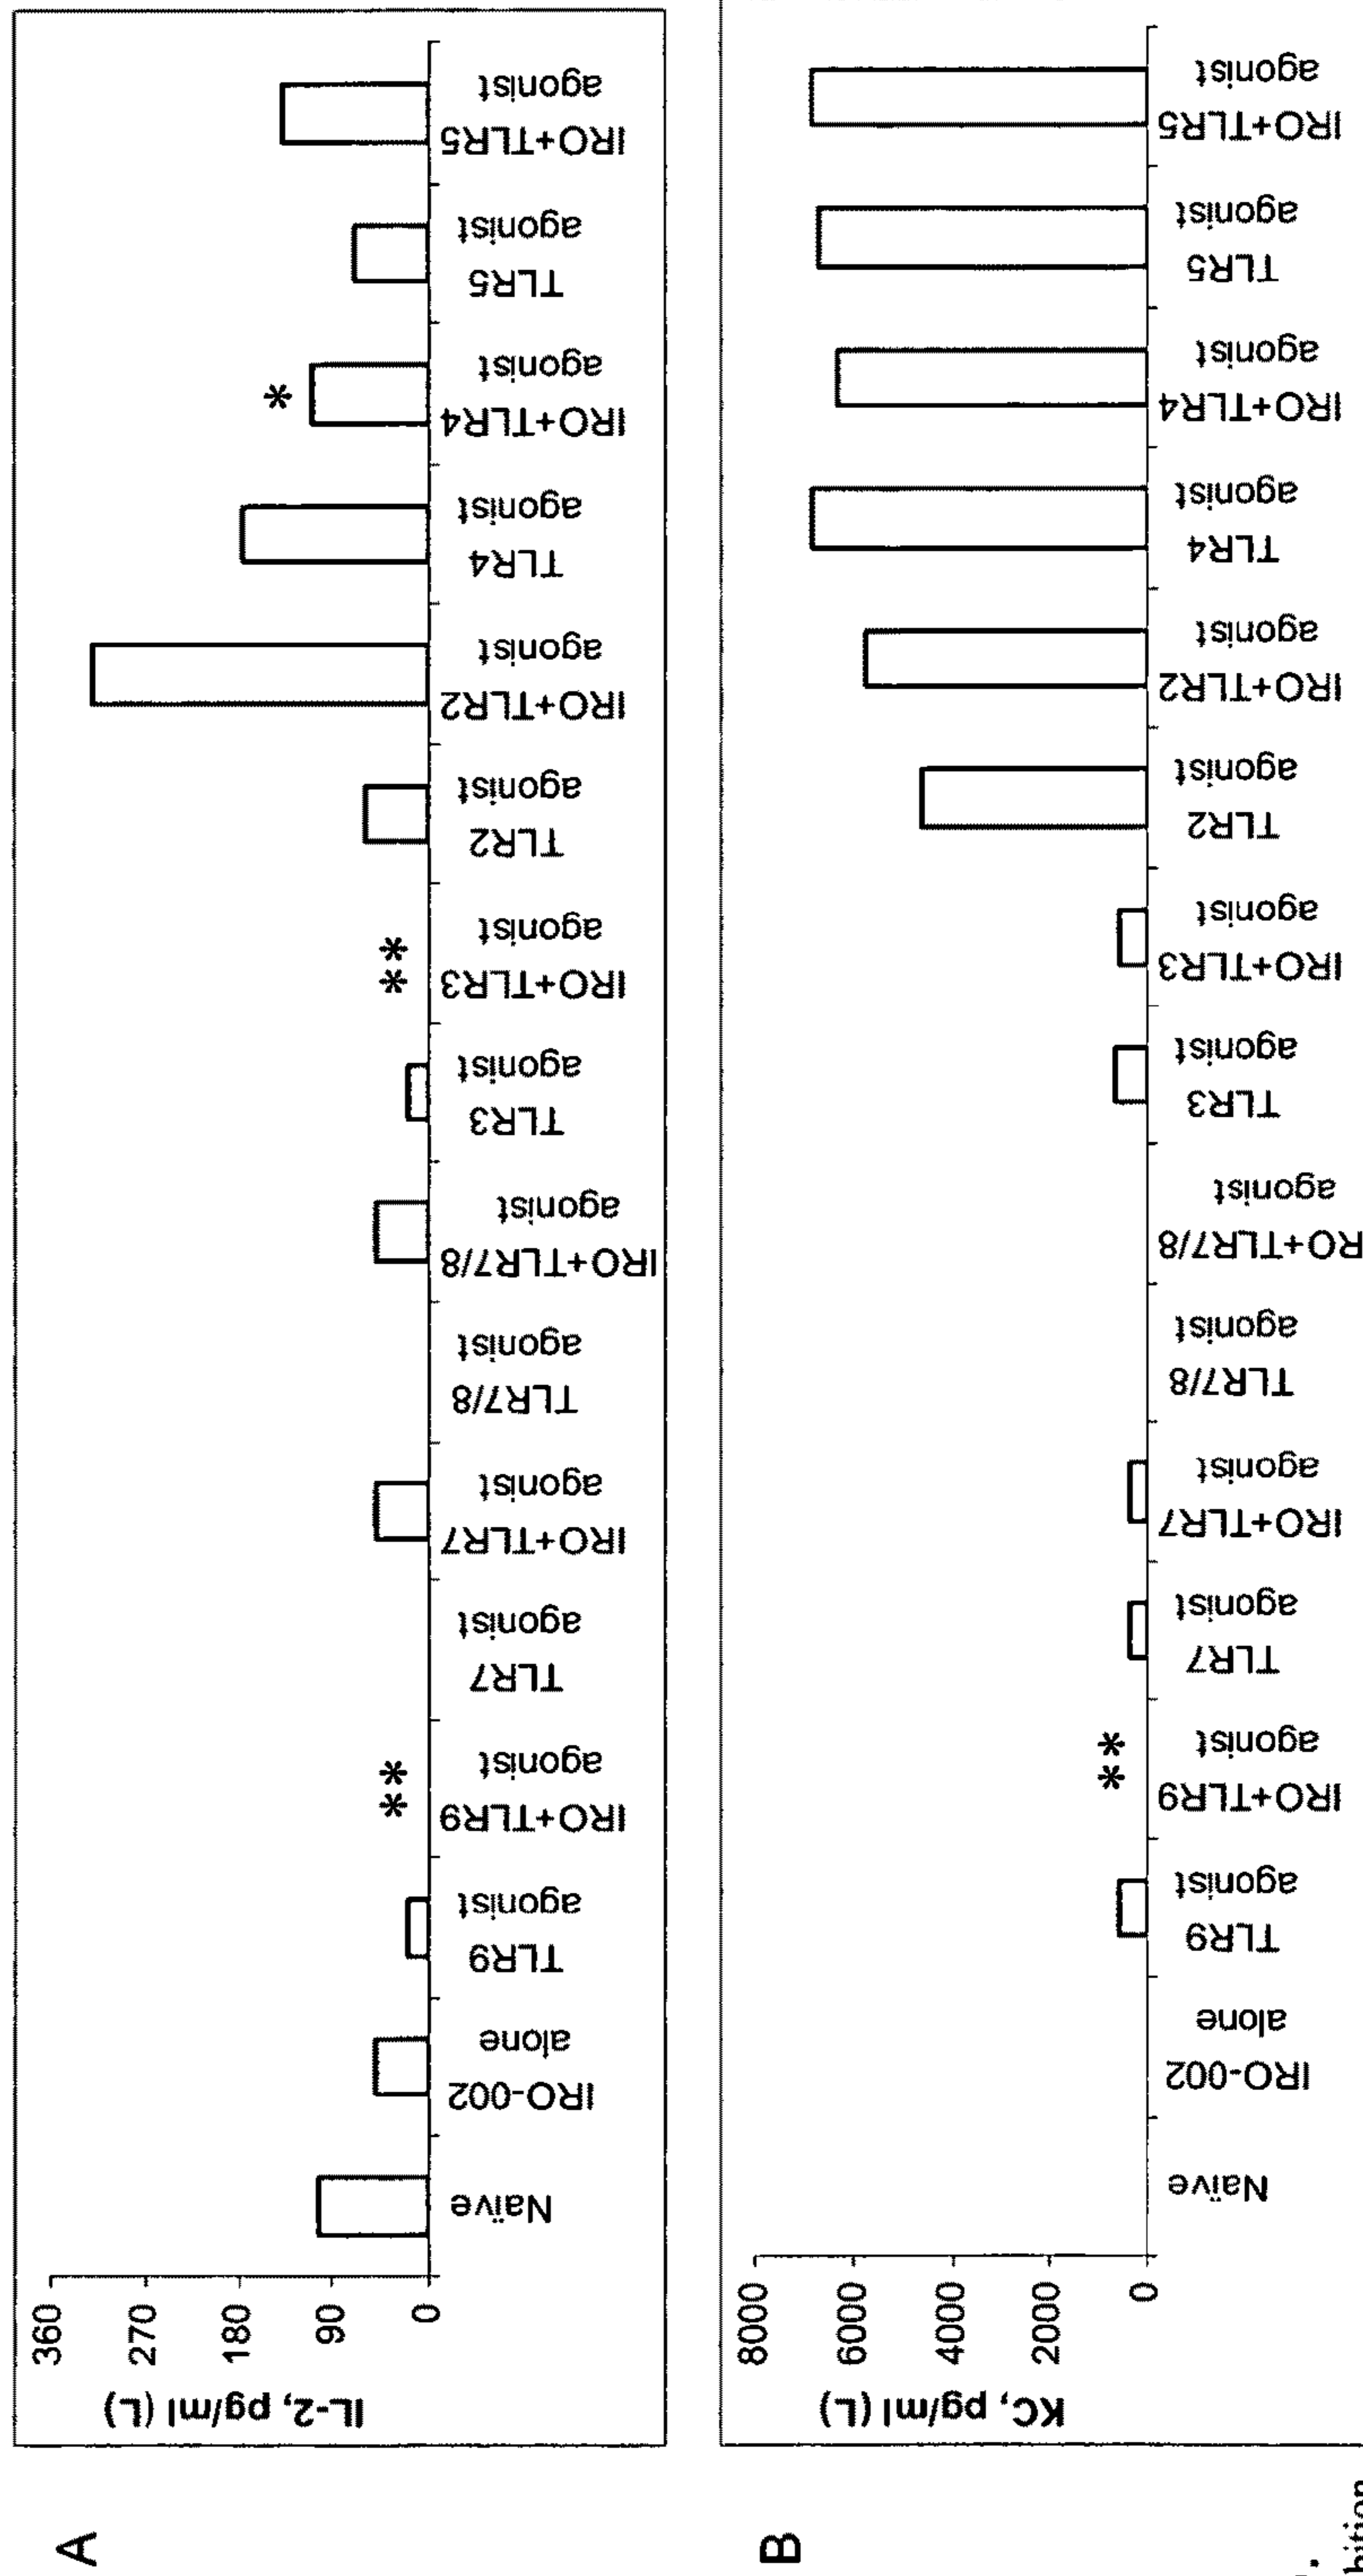 A
IL-2, pg/ml (L)
360
270
180
90
0
*
**
**
Naïve
IRO-002
alone
TLR9
agonist
IRO+TLR9
agonist
TLR7
agonist
IRO+TLR7
agonist
TLR7/8
agonist
IRO+TLR7/8
agonist
TLR3
agonist
IRO+TLR3
agonist
TLR2
agonist
IRO+TLR2
agonist
TLR4
agonist
IRO+TLR4
agonist
TLR5
agonist
IRO+TLR5
agonist
B
KC, pg/ml (L)
8000
6000
4000
2000
0
**
Naïve
IRO-002
alone
TLR9
agonist
IRO+TLR9
agonist
TLR7
agonist
IRO+TLR7
agonist
TLR7/8
agonist
RO+TLR7/8
agonist
TLR3
agonist
IRO+TLR3
agonist
TLR2
agonist
IRO+TLR2
agonist
TLR4
agonist
IRO+TLR4
agonist
TLR5
agonist
IRO+TLR5
agonist